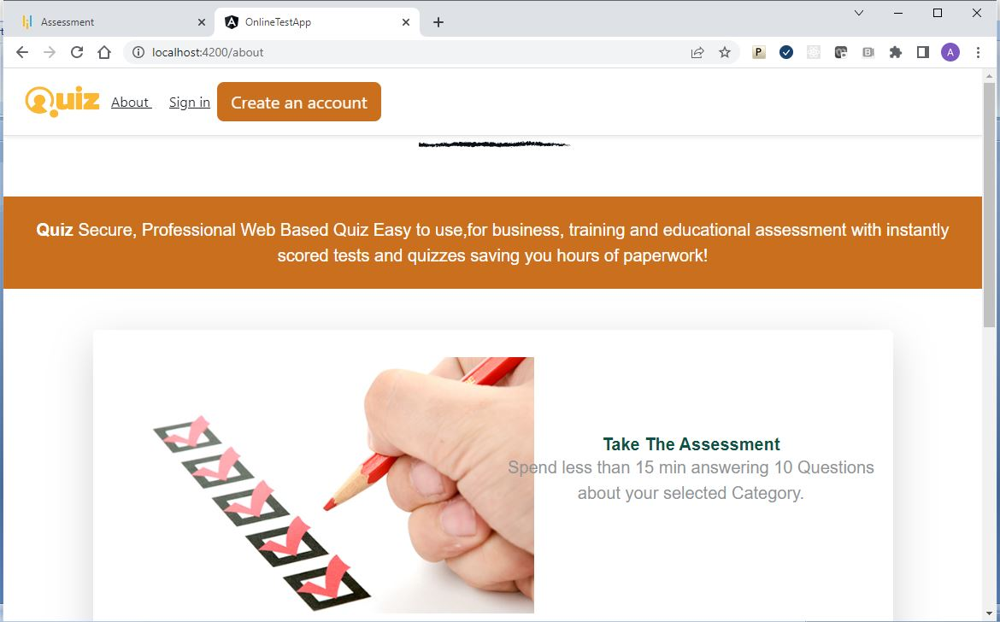 Assessment
OnlineTestApp
localhost:4200/about
P
B
A
Quiz
About
Sign in
Create an account
Quiz Secure, Professional Web Based Quiz Easy to use,for business, training and educational assessment with instantly
scored tests and quizzes saving you hours of paperwork!
Take The Assessment
Spend less than 15 min answering 10 Questions
about your selected Category.